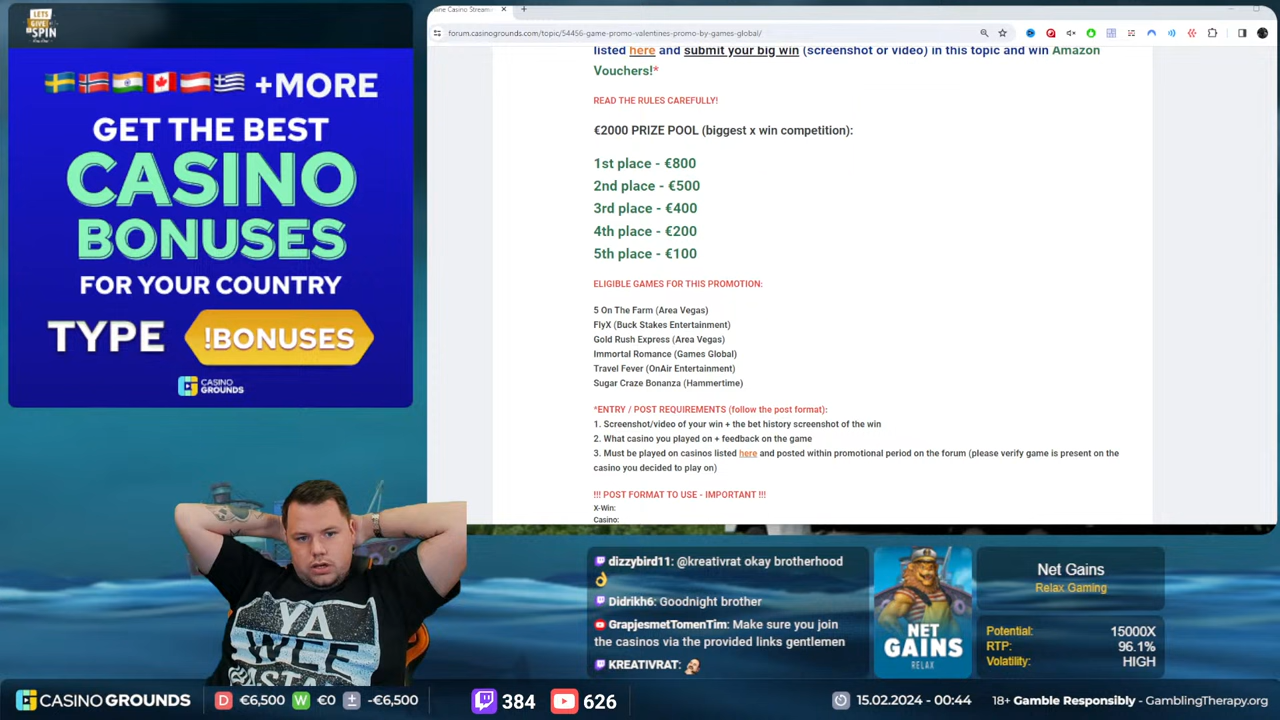 LETS
GIVE IT A
SPIN
+MORE
GET THE BEST
CASINO
BONUSES
FOR YOUR COUNTRY
TYPE !BONUSES
CASINO
GROUNDS
forum.casinogrounds.com/topic/54456-game-promo-valentines-promo-by-games-global/
listed here and submit your big win (screenshot or video) in this topic and win Amazon
Vouchers!*
READ THE RULES CAREFULLY!
€2000 PRIZE POOL (biggest x win competition):
1st place - €800
2nd place - €500
3rd place - €400
4th place - €200
5th place - €100
ELIGIBLE GAMES FOR THIS PROMOTION:
5 On The Farm (Area Vegas)
FlyX (Buck Stakes Entertainment)
Gold Rush Express (Area Vegas)
Immortal Romance (Games Global)
Travel Fever (OnAir Entertainment)
Sugar Craze Bonanza (Hammertime)
*ENTRY / POST REQUIREMENTS (follow the post format):
1. Screenshot/video of your win + the bet history screenshot of the win
2. What casino you played on + feedback on the game
3. Must be played on casinos listed here and posted within promotional period on the forum (please verify game is present on the
casino you decided to play on)
!!! POST FORMAT TO USE - IMPORTANT !!!
X-Win:
Casino:
YA
dizzybird11: @kreativrat okay brotherhood
Didrikh6: Goodnight brother
GrapjesmetTomenTim: Make sure you join
the casinos via the provided links gentlemen
KREATIVRAT:
NET
GAINS
RELAX
Net Gains
Relax Gaming
Potential: 15000X
RTP: 96.1%
Volatility: HIGH
CASINOGROUNDS
D €6,500 W €0 ± -€6,500
384
626
15.02.2024 - 00:44
18+ Gamble Responsibly - GamblingTherapy.org